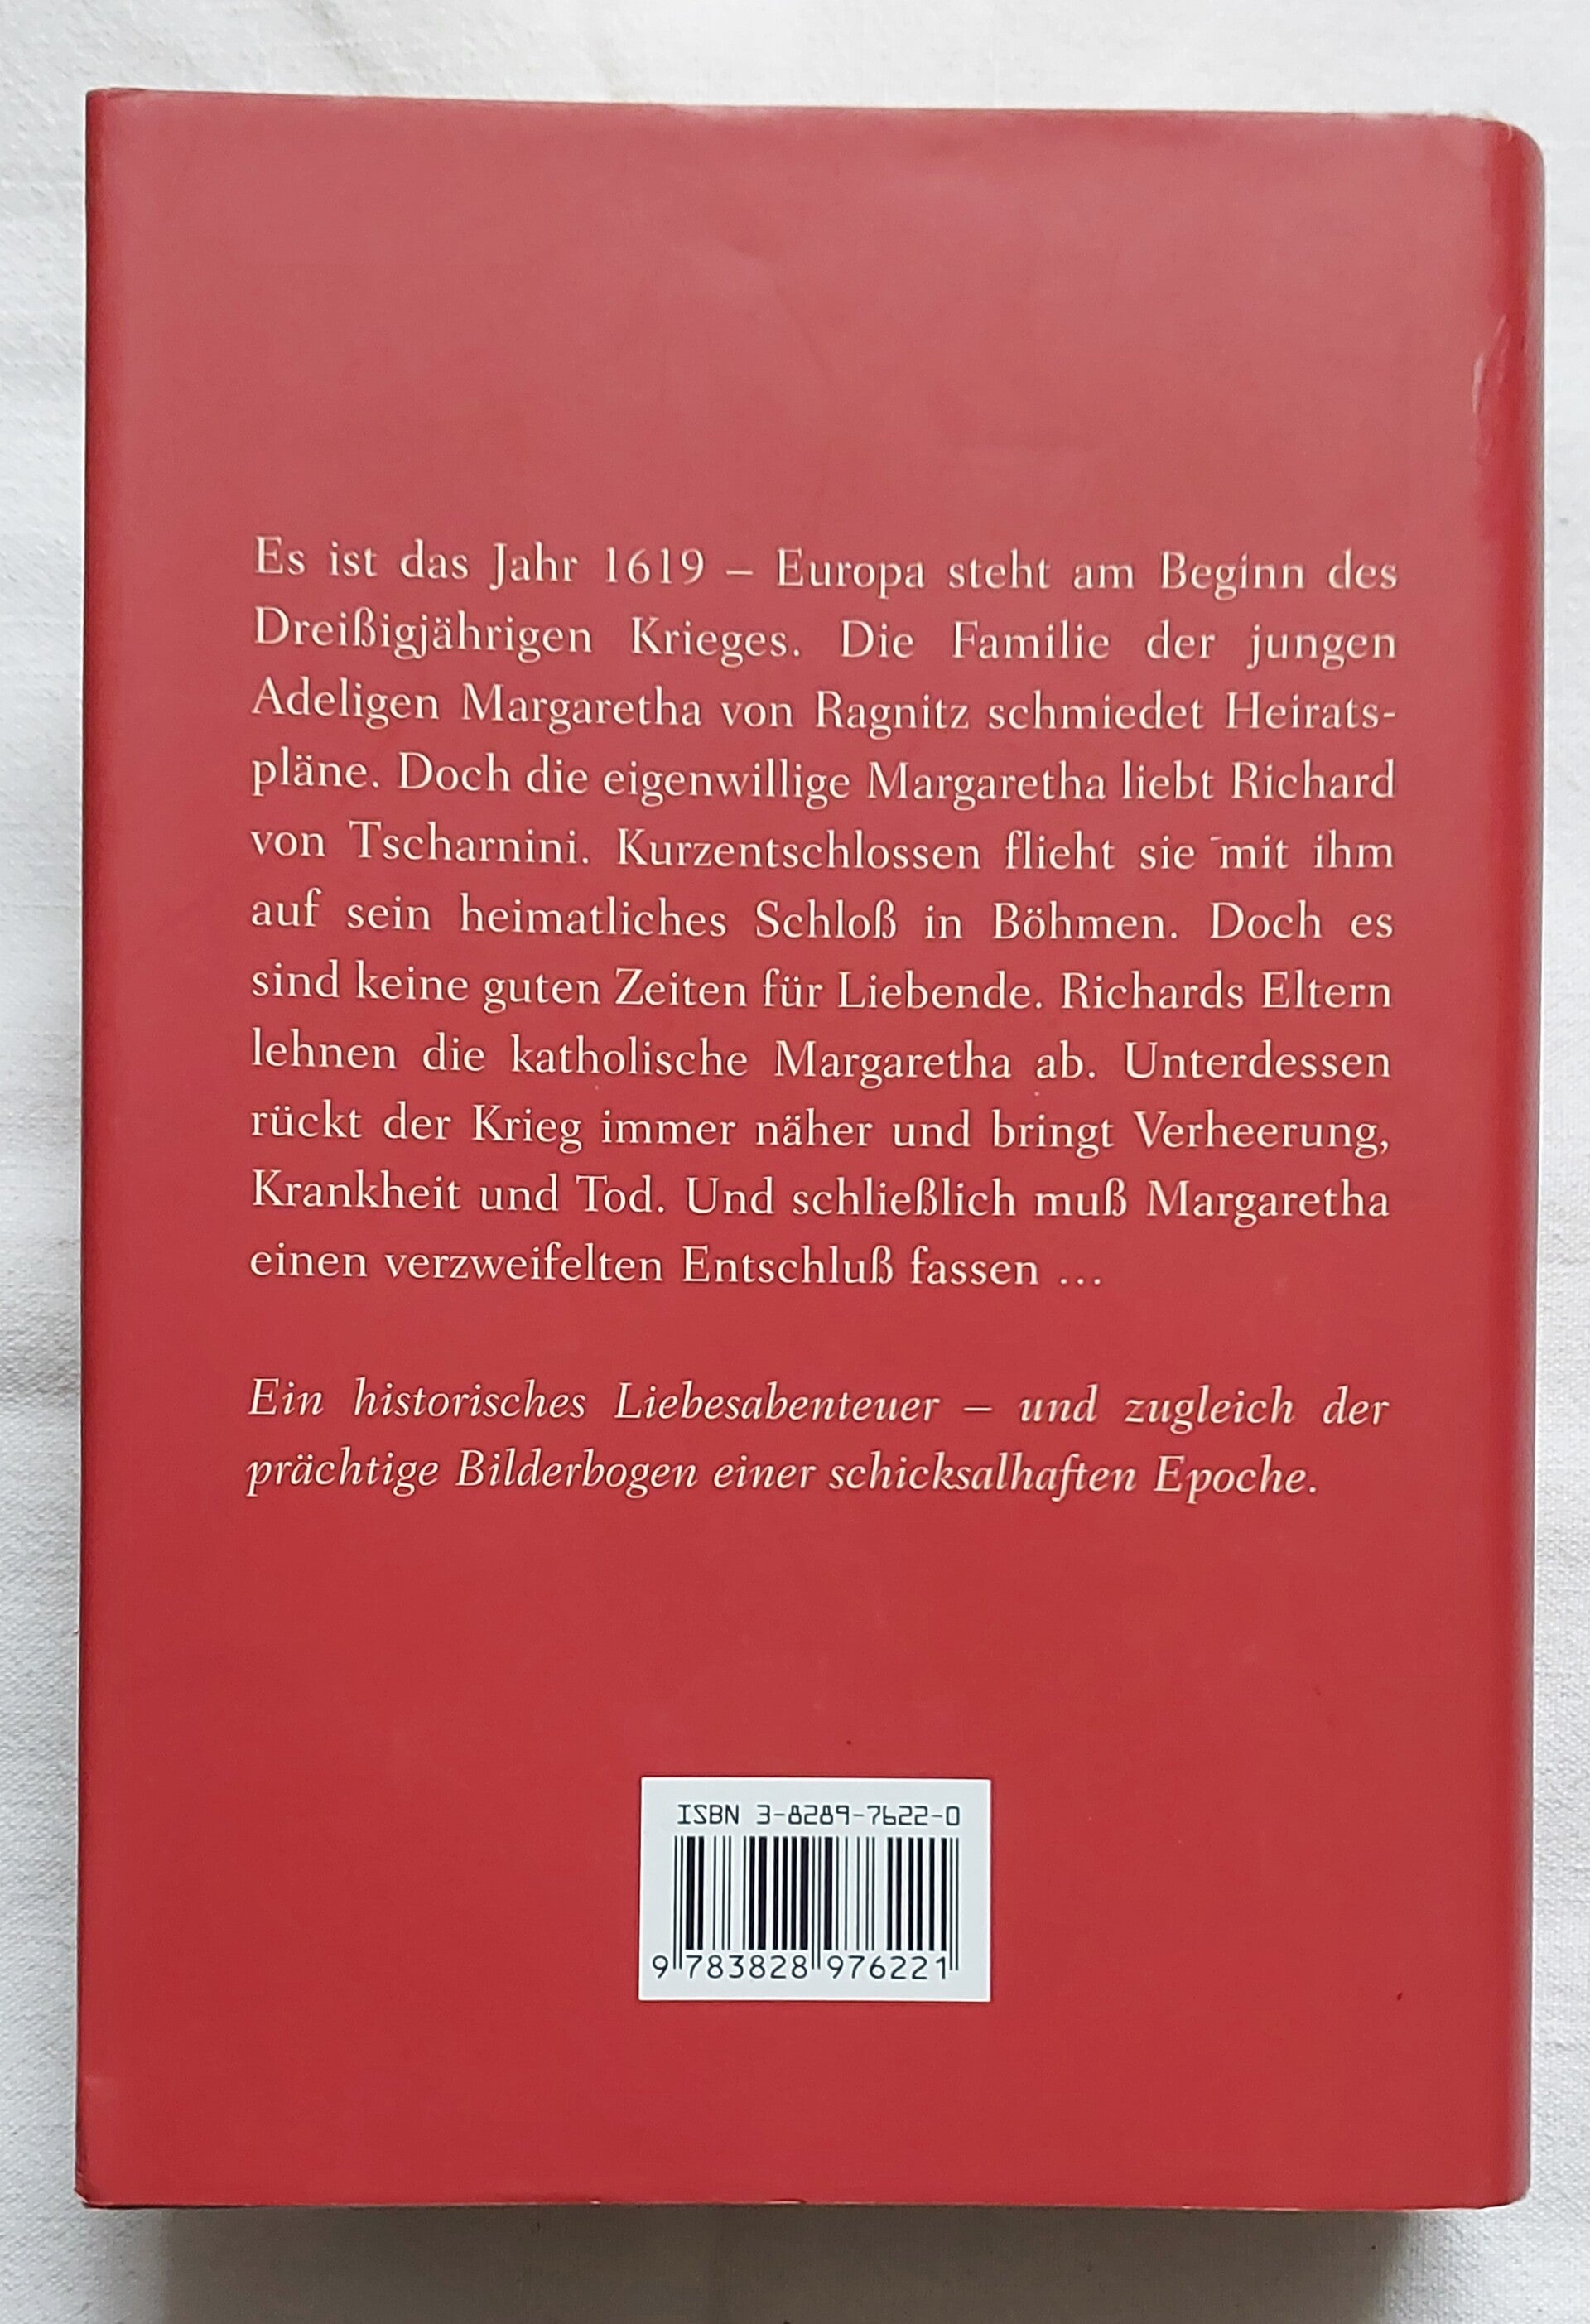 Es ist das Jahr 1619 – Europa steht am Beginn des
Dreißigjährigen Krieges. Die Familie der jungen
Adeligen Margaretha von Ragnitz schmiedet Heirats-
pläne. Doch die eigenwillige Margaretha liebt Richard
von Tscharnini. Kurzentschlossen flieht sie mit ihm
auf sein heimatliches Schloß in Böhmen. Doch es
sind keine guten Zeiten für Liebende. Richards Eltern
lehnen die katholische Margaretha ab. Unterdessen
rückt der Krieg immer näher und bringt Verheerung,
Krankheit und Tod. Und schließlich muß Margaretha
einen verzweifelten Entschluß fassen ...
Ein historisches Liebesabenteuer – und zugleich der
prächtige Bilderbogen einer schicksalhaften Epoche.
ISBN 3-8289-7622-0
9 783828 976221